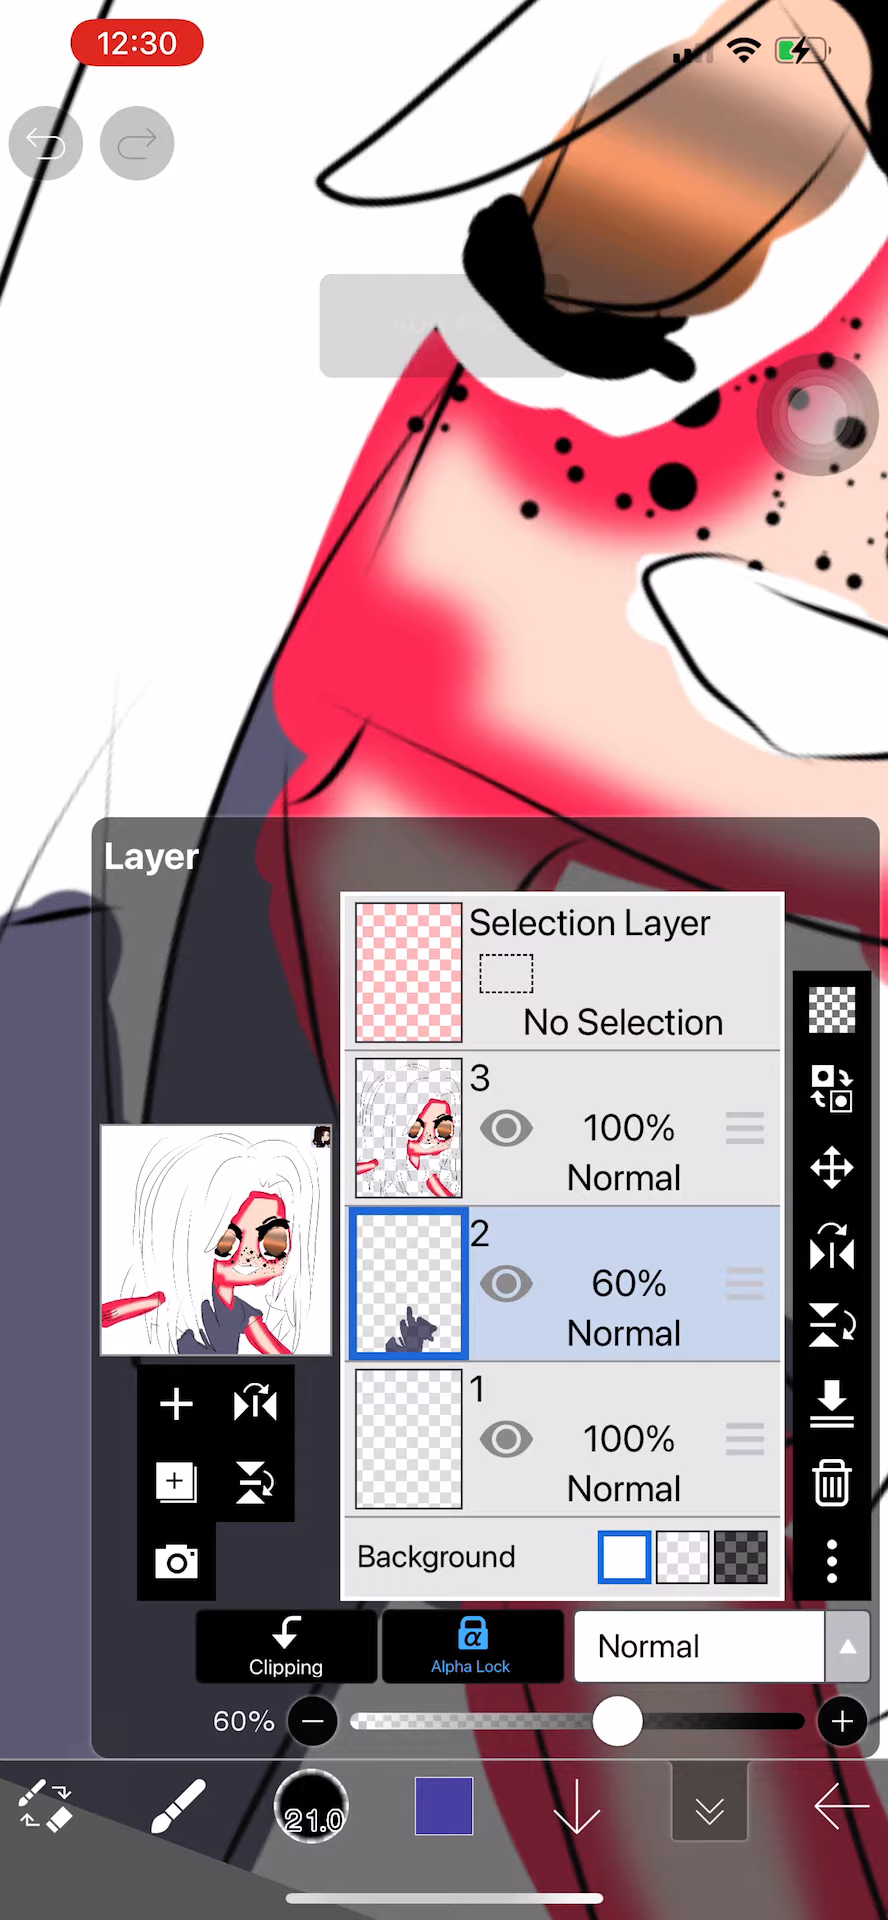 12:30
Layer
Selection Layer
No Selection
3
100%
Normal
2
60%
Normal
1
100%
Normal
Background
Clipping
Alpha Lock
Normal
60%
21.0